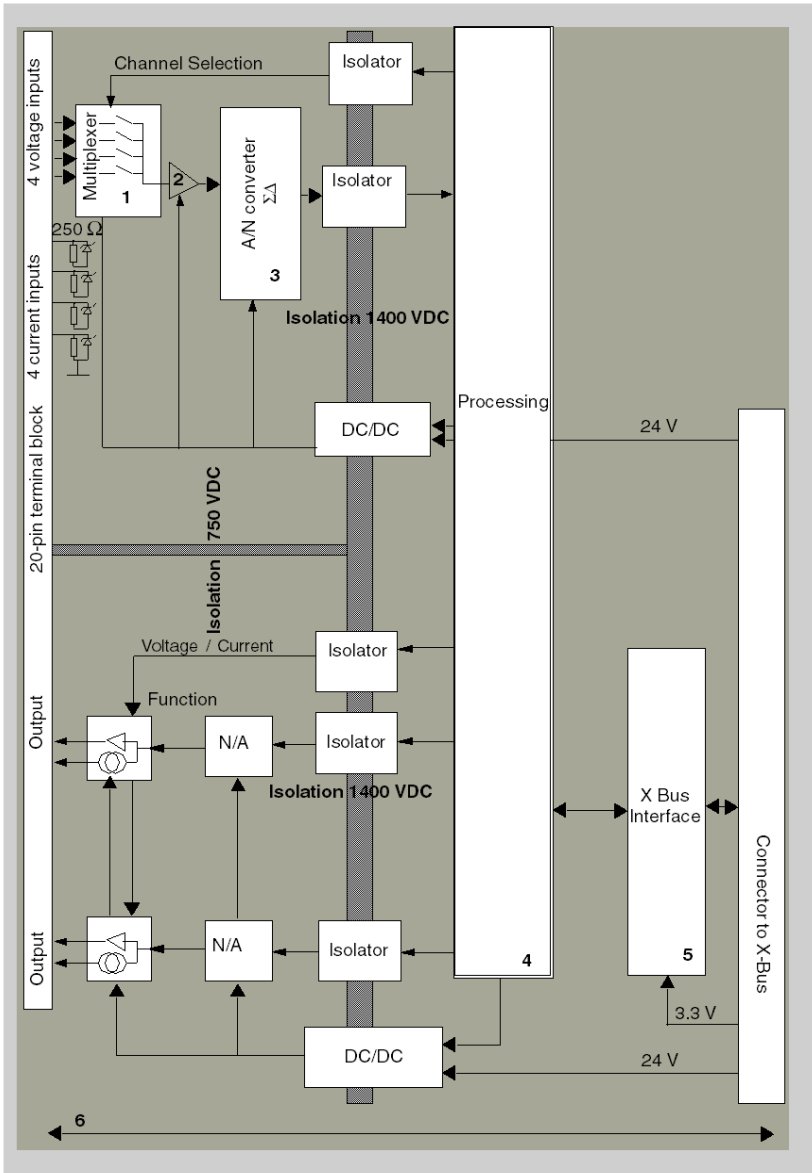 4 voltage inputs
Channel Selection
Isolator
Multiplexer
1
2
A/N converter
ΣΔ
3
Isolator
250 Ω
4 current inputs
Isolation 1400 VDC
Processing
DC/DC
24 V
20-pin terminal block
Isolation 750 VDC
Voltage / Current
Isolator
Function
Output
N/A
Isolator
Isolation 1400 VDC
X Bus
Interface
Connector to X-Bus
Output
N/A
Isolator
4
5
3.3 V
DC/DC
24 V
6